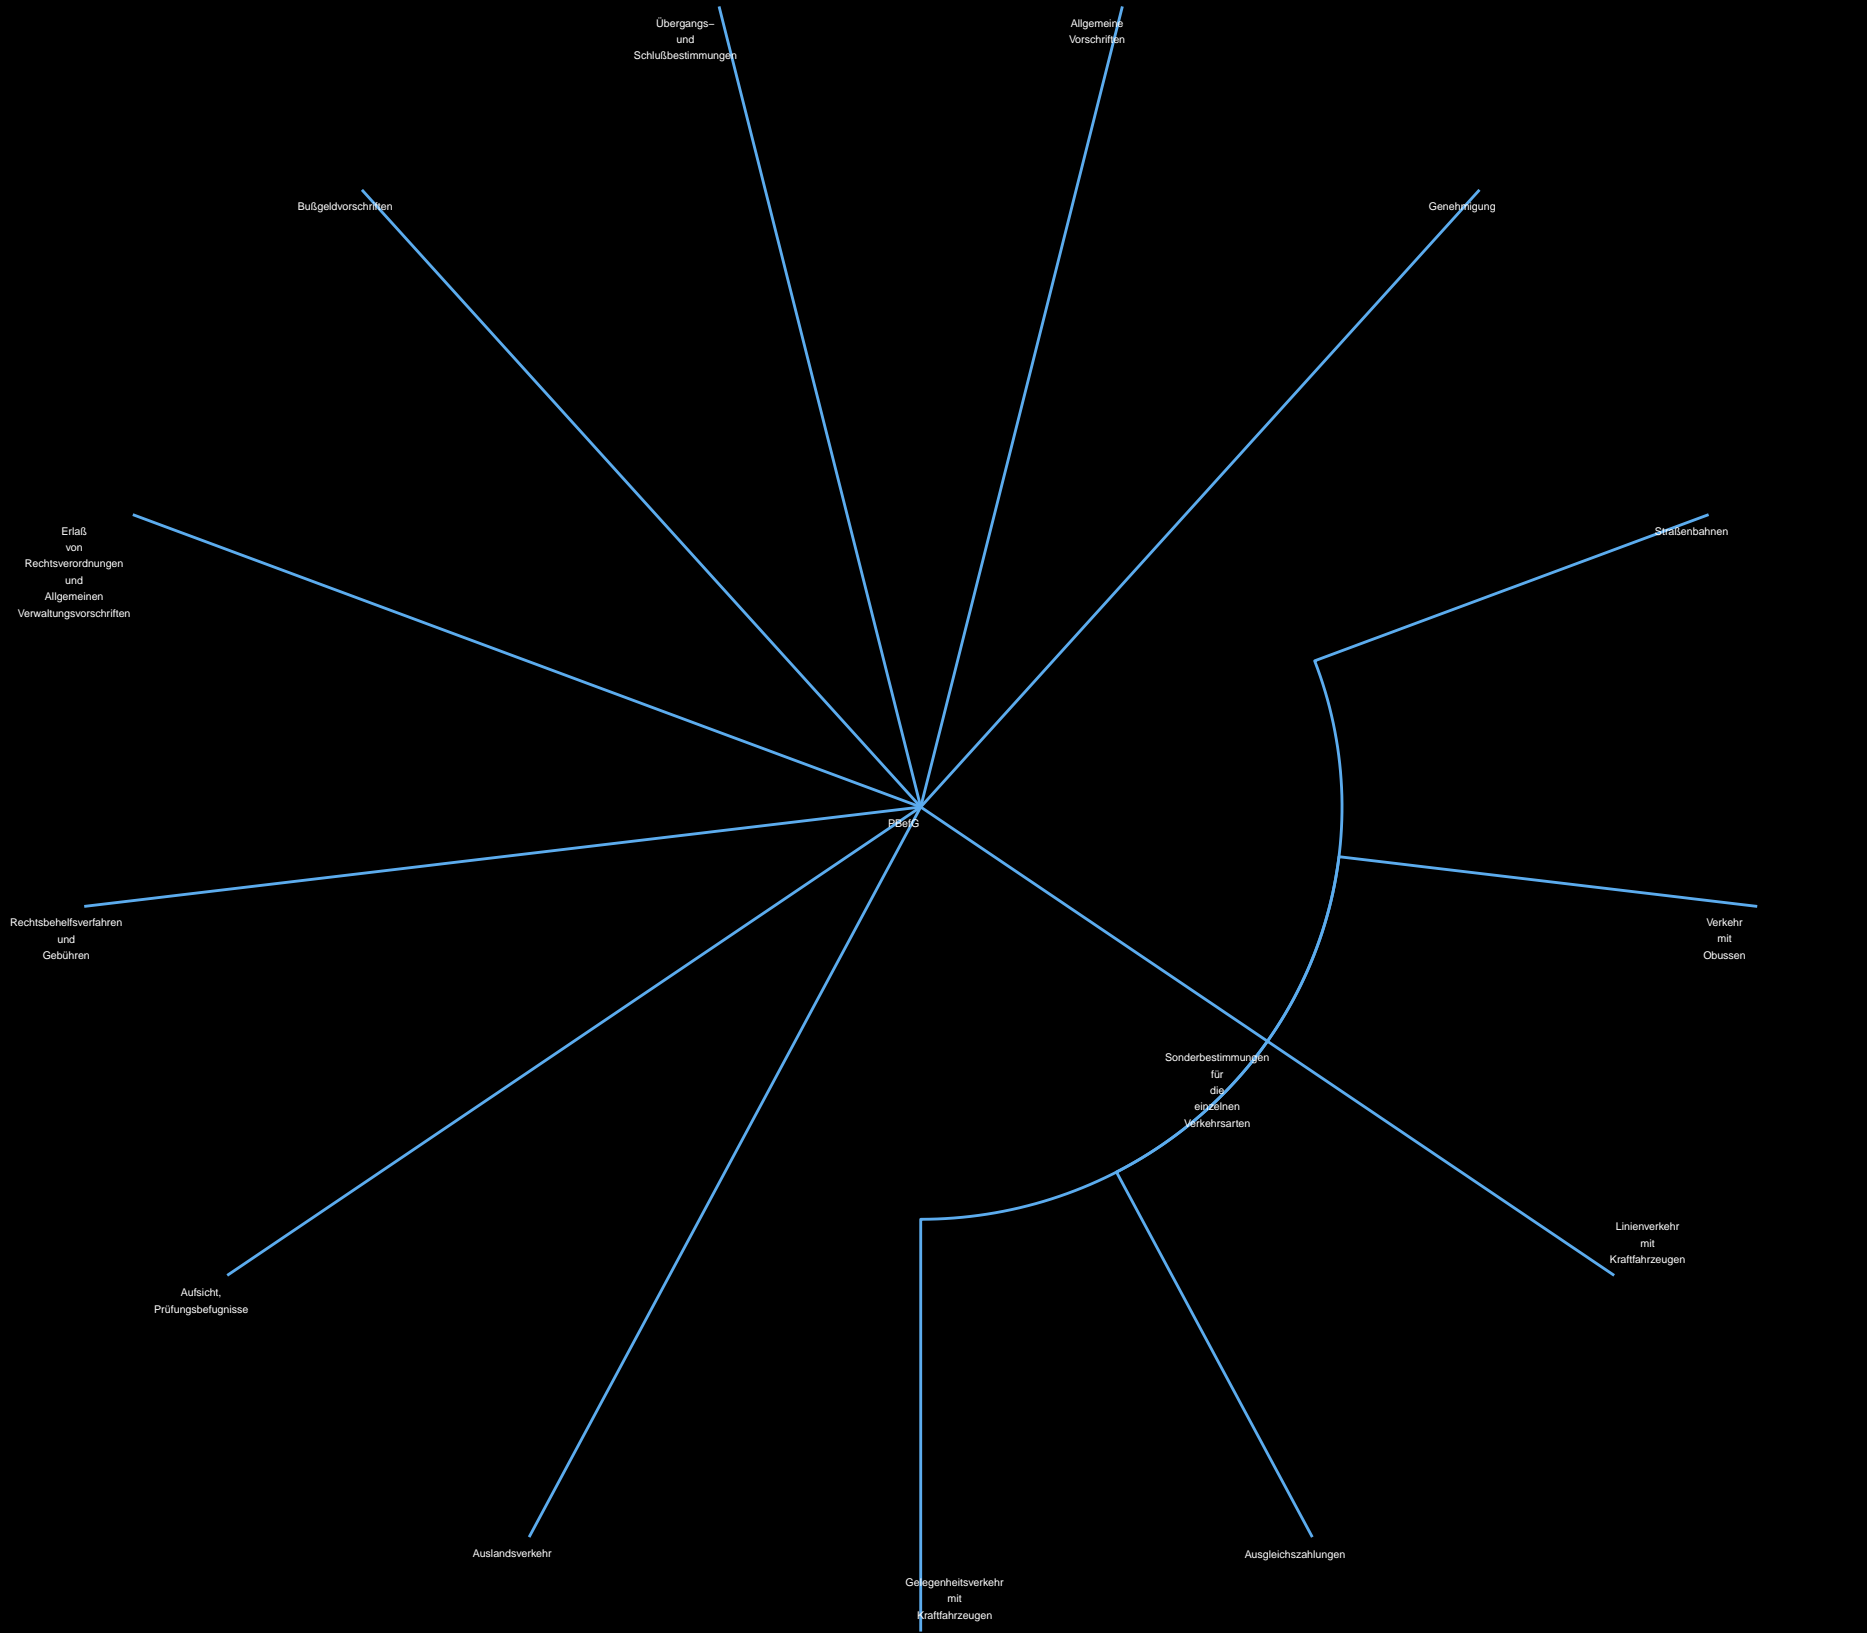 Übergangs–
und
Schlußbestimmungen
Allgemeine
Vorschriften
Bußgeldvorschriften
Genehmigung
Erlaß
von
Rechtsverordnungen
und
Allgemeinen
Verwaltungsvorschriften
Straßenbahnen
PBefG
Rechtsbehelfsverfahren
und
Gebühren
Verkehr
mit
Obussen
Sonderbestimmungen
für
die
einzelnen
Verkehrsarten
Linienverkehr
mit
Kraftfahrzeugen
Aufsicht,
Prüfungsbefugnisse
Auslandsverkehr
Ausgleichszahlungen
Gelegenheitsverkehr
mit
Kraftfahrzeugen